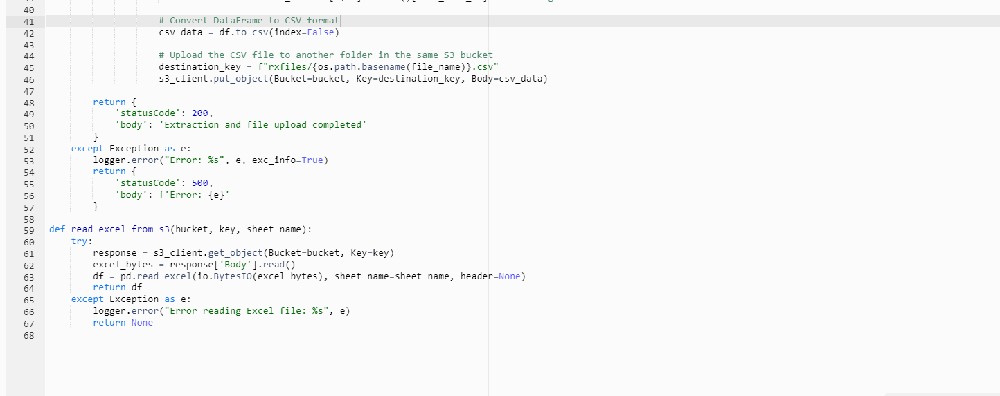 40
41 # Convert DataFrame to CSV format
42 csv_data = df.to_csv(index=False)
43
44 # Upload the CSV file to another folder in the same S3 bucket
45 destination_key = f"rxfiles/{os.path.basename(file_name)}.csv"
46 s3_client.put_object(Bucket=bucket, Key=destination_key, Body=csv_data)
47
48 return {
49 'statusCode': 200,
50 'body': 'Extraction and file upload completed'
51 }
52 except Exception as e:
53 logger.error("Error: %s", e, exc_info=True)
54 return {
55 'statusCode': 500,
56 'body': f'Error: {e}'
57 }
58
59 def read_excel_from_s3(bucket, key, sheet_name):
60 try:
61 response = s3_client.get_object(Bucket=bucket, Key=key)
62 excel_bytes = response['Body'].read()
63 df = pd.read_excel(io.BytesIO(excel_bytes), sheet_name=sheet_name, header=None)
64 return df
65 except Exception as e:
66 logger.error("Error reading Excel file: %s", e)
67 return None
68